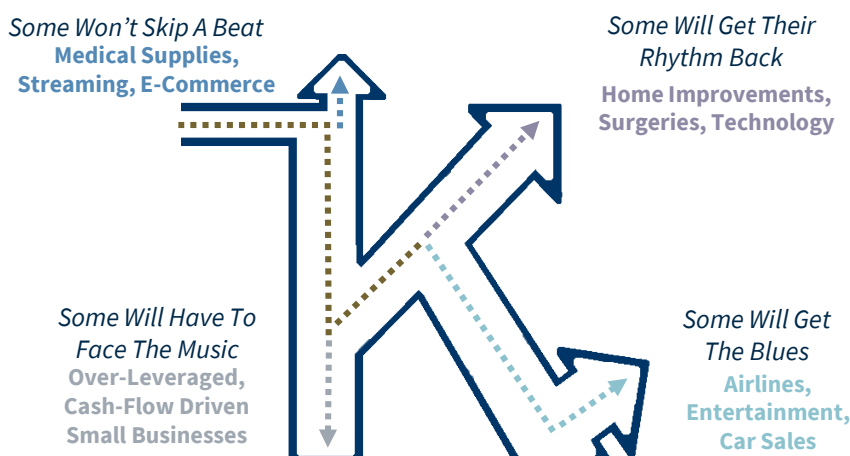 Some Won’t Skip A Beat
Medical Supplies,
Streaming, E-Commerce
Some Will Get Their
Rhythm Back
Home Improvements,
Surgeries, Technology
Some Will Have To
Face The Music
Over-Leveraged,
Cash-Flow Driven
Small Businesses
Some Will Get
The Blues
Airlines,
Entertainment,
Car Sales